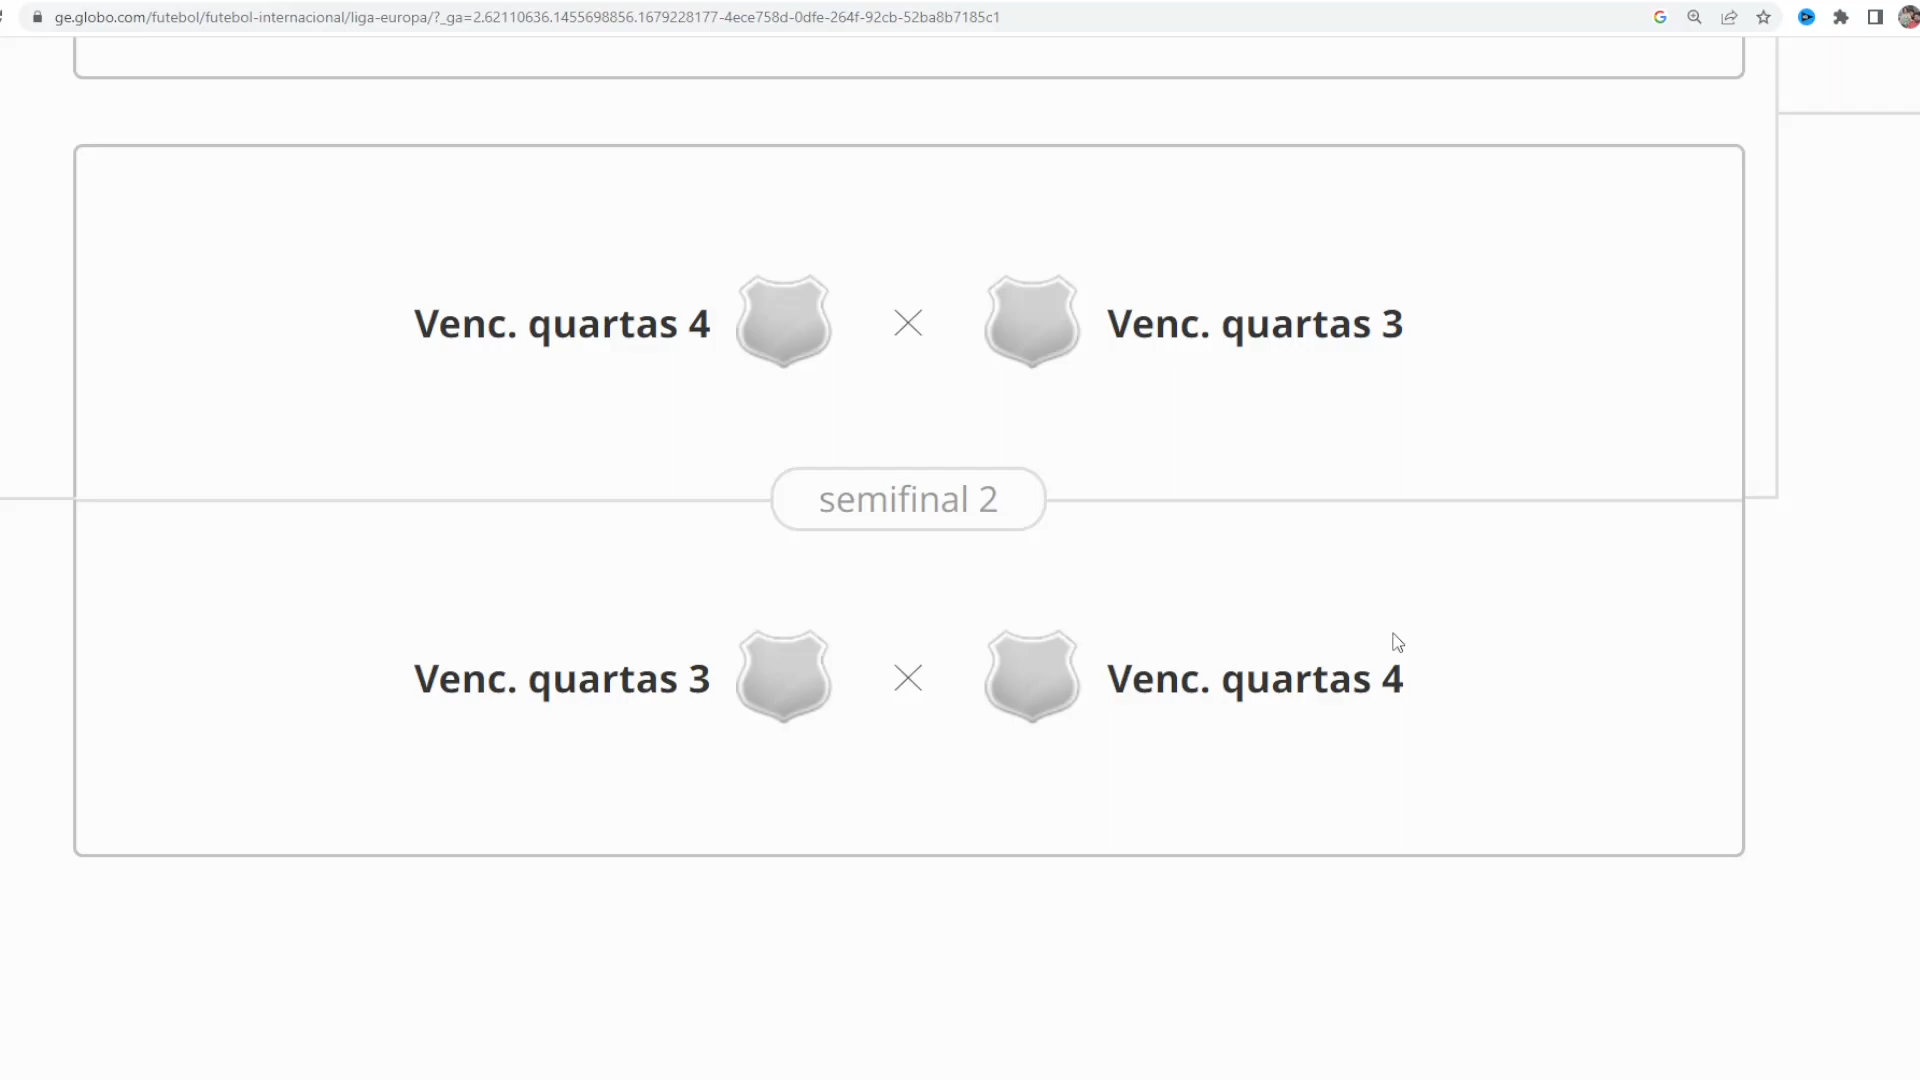 ge.globo.com/futebol/futebol-internacional/liga-europa/?_ga=2.62110636.1455698856.1679228177-4ece758d-0dfe-264f-92cb-52ba8b7185c1
Venc. quartas 4 × Venc. quartas 3
semifinal 2
Venc. quartas 3 × Venc. quartas 4